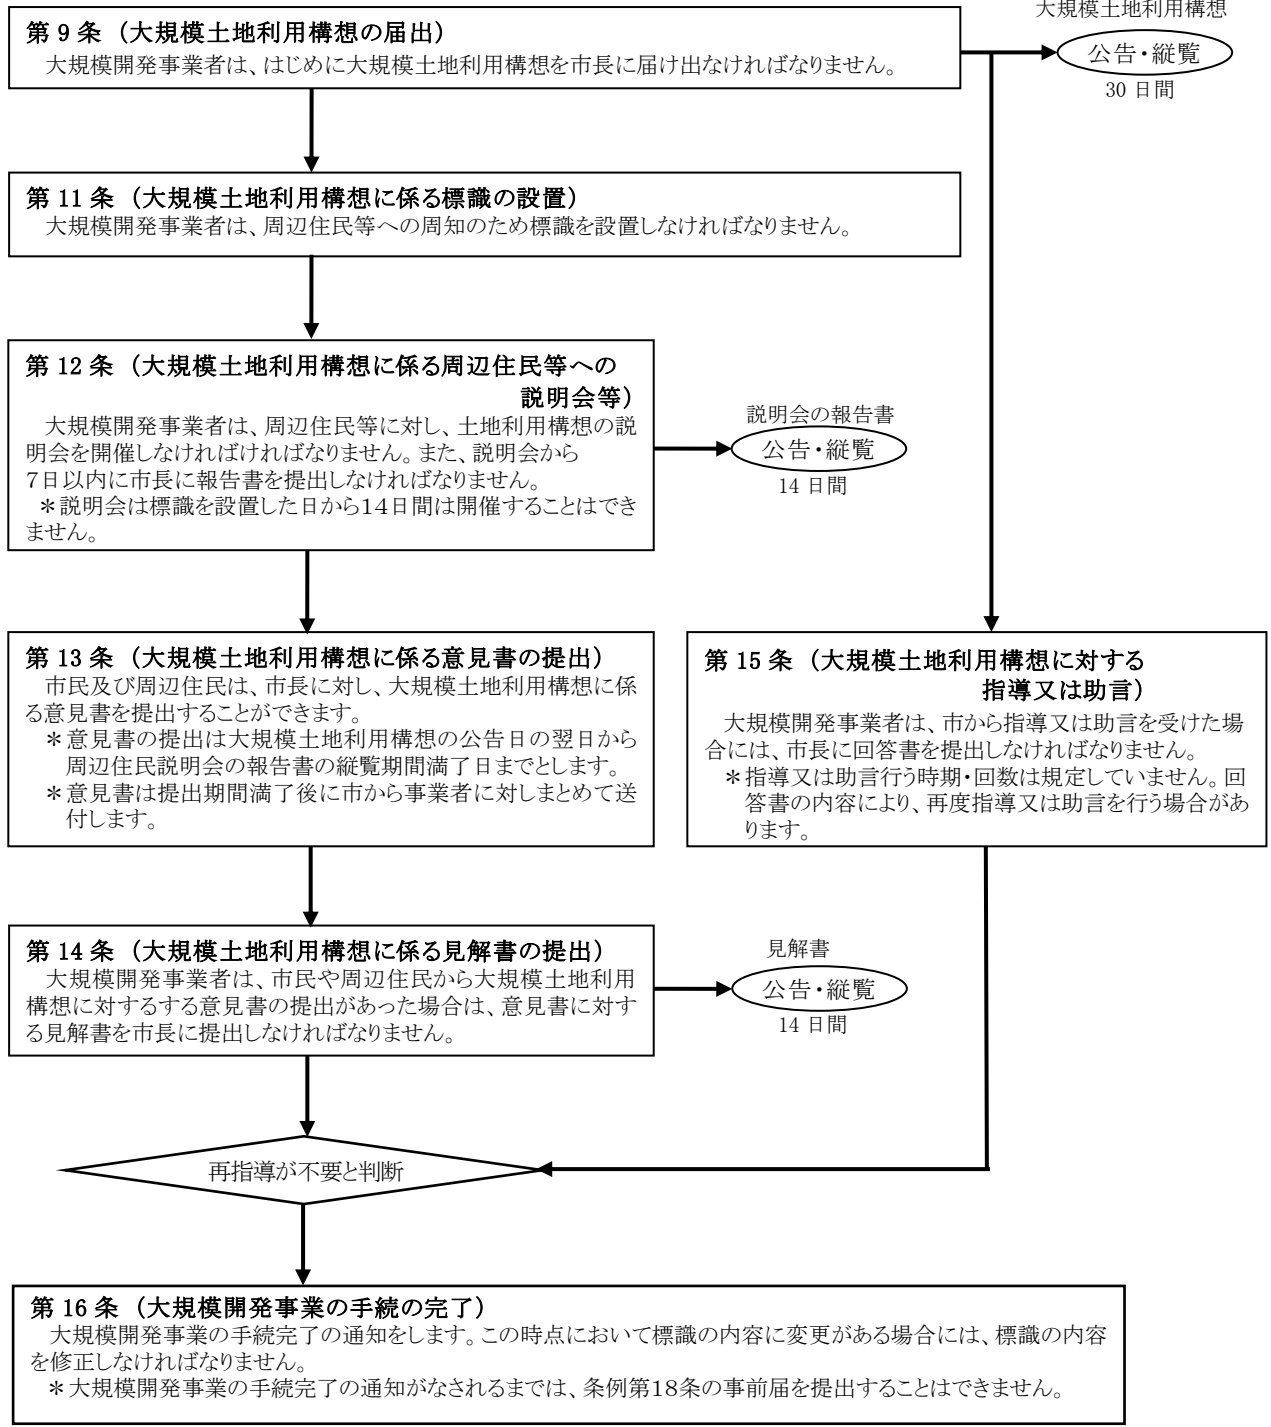 大規模土地利用構想
第９条（大規模土地利用構想の届出）
大規模開発事業者は、はじめに大規模土地利用構想を市長に届け出なければなりません。
公告・縦覧
30 日間
第 11 条（大規模土地利用構想に係る標識の設置）
大規模開発事業者は、周辺住民等への周知のため標識を設置しなければなりません。
第 12 条（大規模土地利用構想に係る周辺住民等への
説明会等）
大規模開発事業者は、周辺住民等に対し、土地利用構想の説
明会を開催しなければければなりません。また、説明会から
７日以内に市長に報告書を提出しなければなりません。
＊説明会は標識を設置した日から１４日間は開催することはでき
ません。
説明会の報告書
公告・縦覧
14 日間
第 13 条（大規模土地利用構想に係る意見書の提出）
市民及び周辺住民は、市長に対し、大規模土地利用構想に係
る意見書を提出することができます。
＊意見書の提出は大規模土地利用構想の公告日の翌日から
周辺住民説明会の報告書の縦覧期間満了日までとします。
＊意見書は提出期間満了後に市から事業者に対しまとめて送
付します。
第 15 条（大規模土地利用構想に対する
指導又は助言）
大規模開発事業者は、市から指導又は助言を受けた場
合には、市長に回答書を提出しなければなりません。
＊指導又は助言行う時期・回数は規定していません。回
答書の内容により、再度指導又は助言を行う場合があ
ります。
第 14 条（大規模土地利用構想に係る見解書の提出）
大規模開発事業者は、市民や周辺住民から大規模土地利用
構想に対するする意見書の提出があった場合は、意見書に対す
る見解書を市長に提出しなければなりません。
見解書
公告・縦覧
14 日間
再指導が不要と判断
第 16 条（大規模開発事業の手続の完了）
大規模開発事業の手続完了の通知をします。この時点において標識の内容に変更がある場合には、標識の内容
を修正しなければなりません。
＊大規模開発事業の手続完了の通知がなされるまでは、条例第１８条の事前届を提出することはできません。